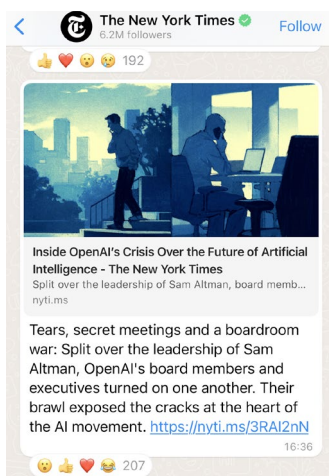 The New York Times
6.2M followers
Follow
192
Inside OpenAI's Crisis Over the Future of Artificial
Intelligence - The New York Times
Split over the leadership of Sam Altman, board memb...
nyti.ms
Tears, secret meetings and a boardroom
war: Split over the leadership of Sam
Altman, OpenAI's board members and
executives turned on one another. Their
brawl exposed the cracks at the heart of
the AI movement. https://nyti.ms/3RAI2nN
16:36
207